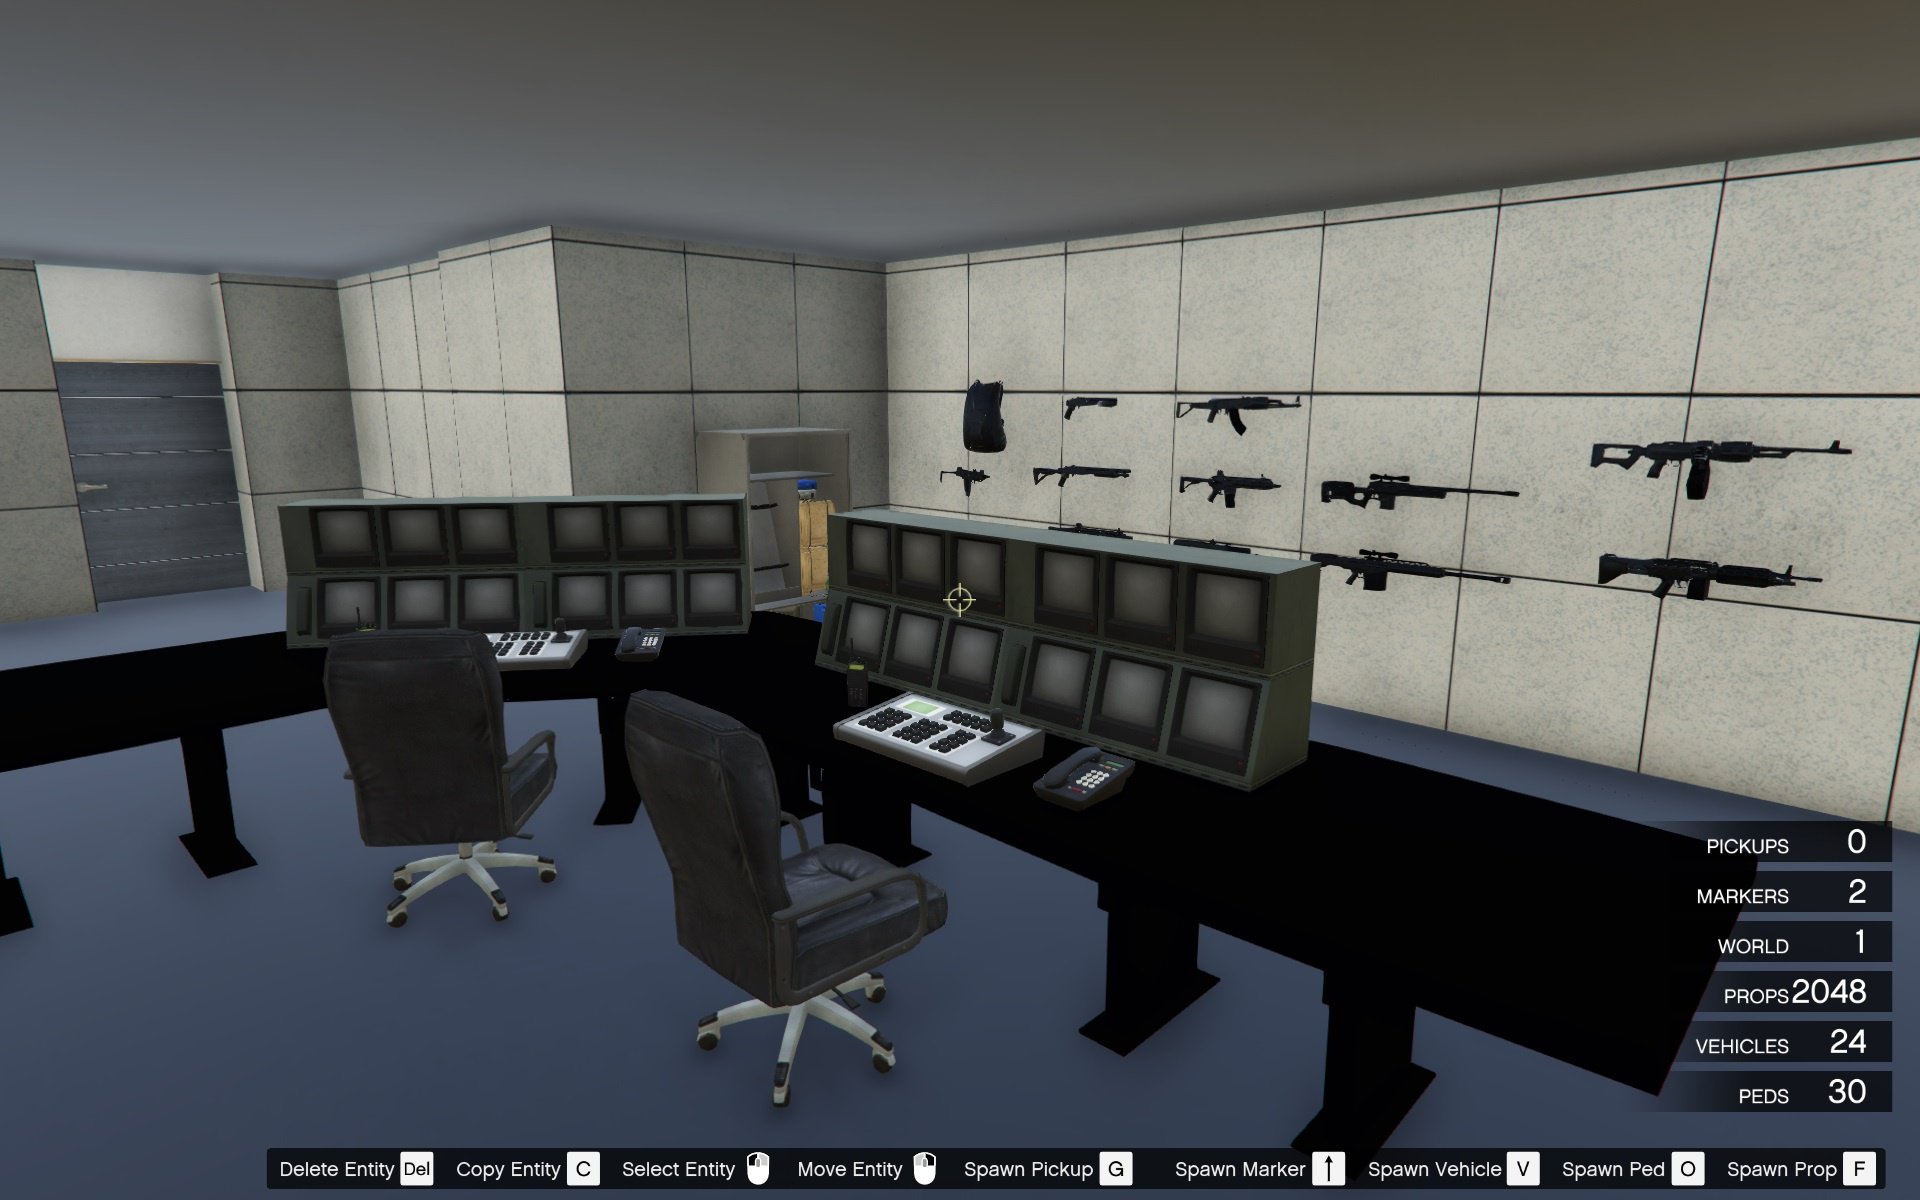 PICKUPS 0
MARKERS 2
WORLD 1
PROPS 2048
VEHICLES 24
PEDS 30
Delete Entity Del Copy Entity C Select Entity Move Entity Spawn Pickup G Spawn Marker ↑ Spawn Vehicle V Spawn Ped O Spawn Prop F